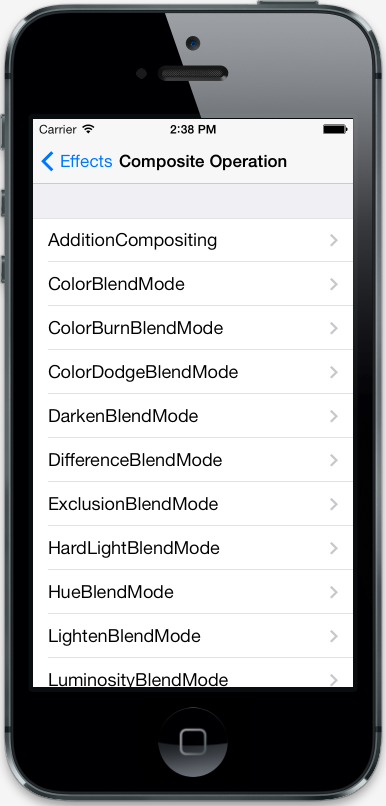 Carrier 2:38 PM
Effects Composite Operation
AdditionCompositing
ColorBlendMode
ColorBurnBlendMode
ColorDodgeBlendMode
DarkenBlendMode
DifferenceBlendMode
ExclusionBlendMode
HardLightBlendMode
HueBlendMode
LightenBlendMode
LuminosityBlendMode